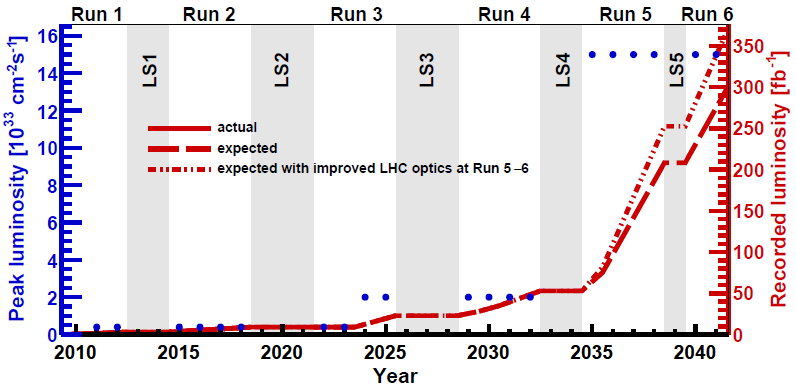 Run 1 Run 2 Run 3 Run 4 Run 5 Run 6
LS1 LS2 LS3 LS4 LS5
Peak luminosity [10³³ cm⁻²s⁻¹]
16
14
12
10
8
6
4
2
0
actual
expected
expected with improved LHC optics at Run 5–6
350
300
250
200
150
100
50
0
Recorded luminosity [fb⁻¹]
2010 2015 2020 2025 2030 2035 2040
Year